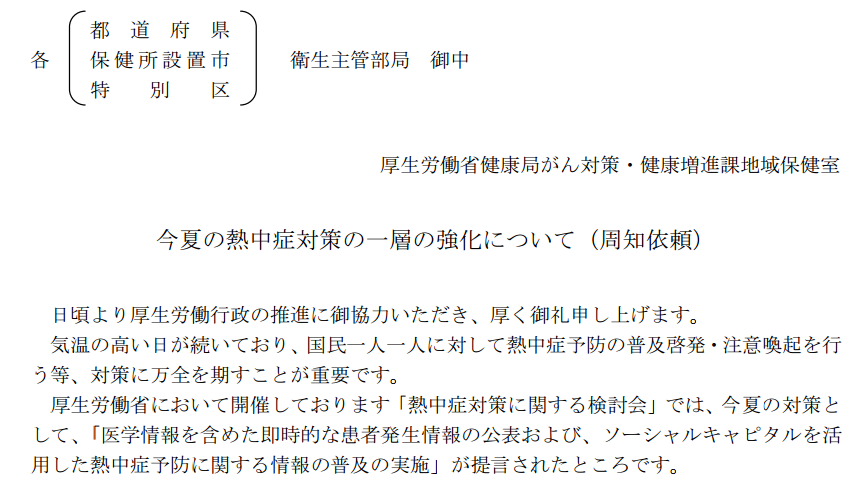 都道府県
各 保健所設置市 衛生主管部局 御中
特別区
厚生労働省健康局がん対策・健康増進課地域保健室
今夏の熱中症対策の一層の強化について（周知依頼）
日頃より厚生労働行政の推進に御協力いただき、厚く御礼申し上げます。
気温の高い日が続いており、国民一人一人に対して熱中症予防の普及啓発・注意喚起を行
う等、対策に万全を期すことが重要です。
厚生労働省において開催しております「熱中症対策に関する検討会」では、今夏の対策と
して、「医学情報を含めた即時的な患者発生情報の公表および、ソーシャルキャピタルを活
用した熱中症予防に関する情報の普及の実施」が提言されたところです。